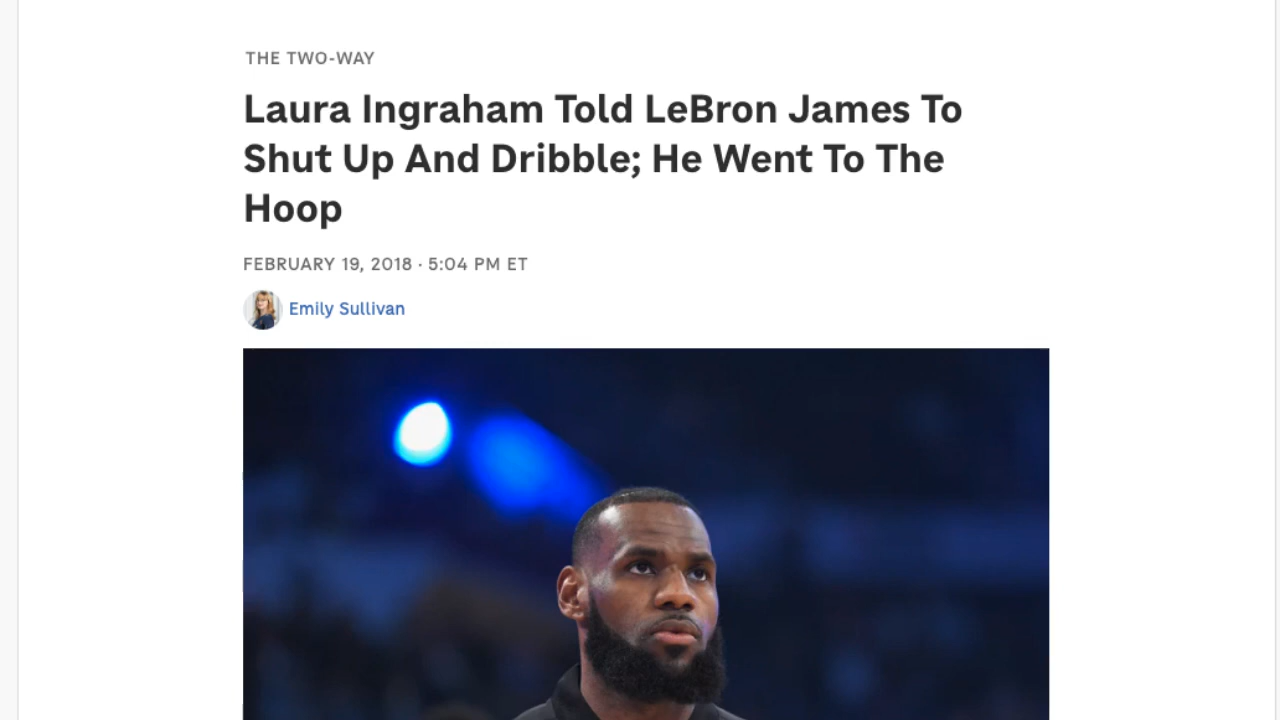 THE TWO-WAY
Laura Ingraham Told LeBron James To
Shut Up And Dribble; He Went To The
Hoop
FEBRUARY 19, 2018 · 5:04 PM ET
Emily Sullivan